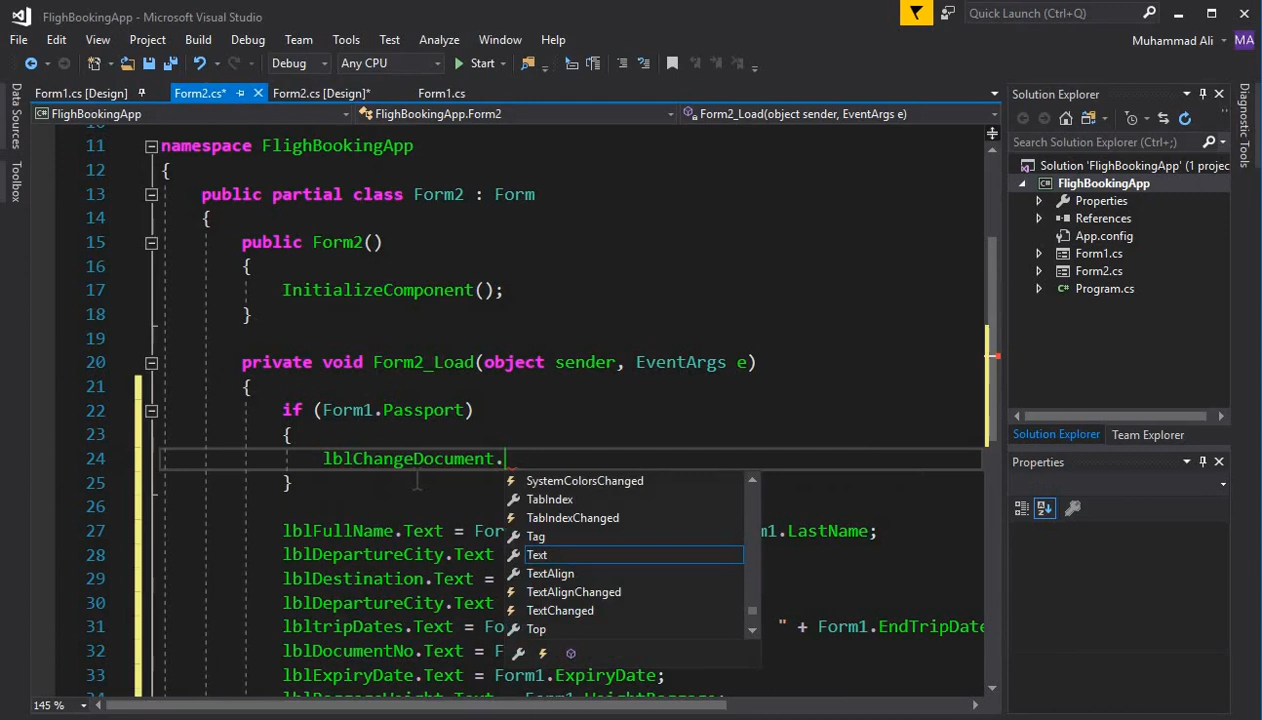 FlighBookingApp - Microsoft Visual Studio
Quick Launch (Ctrl+Q)
File Edit View Project Build Debug Team Tools Test Analyze Window Help
Muhammad Ali MA
Debug Any CPU Start
Form1.cs [Design] Form2.cs* Form2.cs [Design]* Form1.cs
FlighBookingApp FlighBookingApp.Form2 Form2_Load(object sender, EventArgs e)
Data Sources
Toolbox
11 namespace FlighBookingApp
12 {
13 public partial class Form2 : Form
14 {
15 public Form2()
16 {
17 InitializeComponent();
18 }
19
20 private void Form2_Load(object sender, EventArgs e)
21 {
22 if (Form1.Passport)
23 {
24 lblChangeDocument.
25 }
26
27 lblFullName.Text = For m1.LastName;
28 lblDepartureCity.Text
29 lblDestination.Text =
30 lblDepartureCity.Text
31 lbltripDates.Text = Fo " + Form1.EndTripDate
32 lblDocumentNo.Text = F
33 lblExpiryDate.Text = Form1.ExpiryDate;
SystemColorsChanged
TabIndex
TabIndexChanged
Tag
Text
TextAlign
TextAlignChanged
TextChanged
Top
145 %
Solution Explorer
Search Solution Explorer (Ctrl+;)
Solution 'FlighBookingApp' (1 projec
FlighBookingApp
Properties
References
App.config
Form1.cs
Form2.cs
Program.cs
Solution Explorer Team Explorer
Properties
Diagnostic Tools